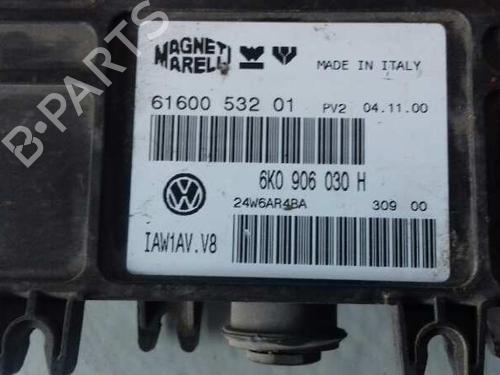 MAGNETI
MARELLI
MADE IN ITALY
61600 532 01 PV2 04.11.00
6K0 906 030 H
24W6AR4BA 309 00
IAW1AV.V8